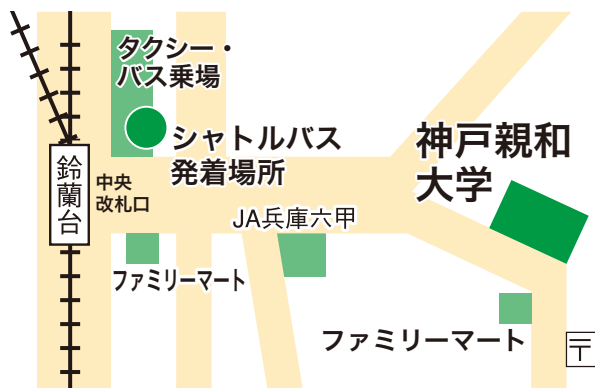 タクシー・
バス乗場
シャトルバス
発着場所
神戸親和
大学
鈴蘭台
中央
改札口
JA兵庫六甲
ファミリーマート
ファミリーマート
〒